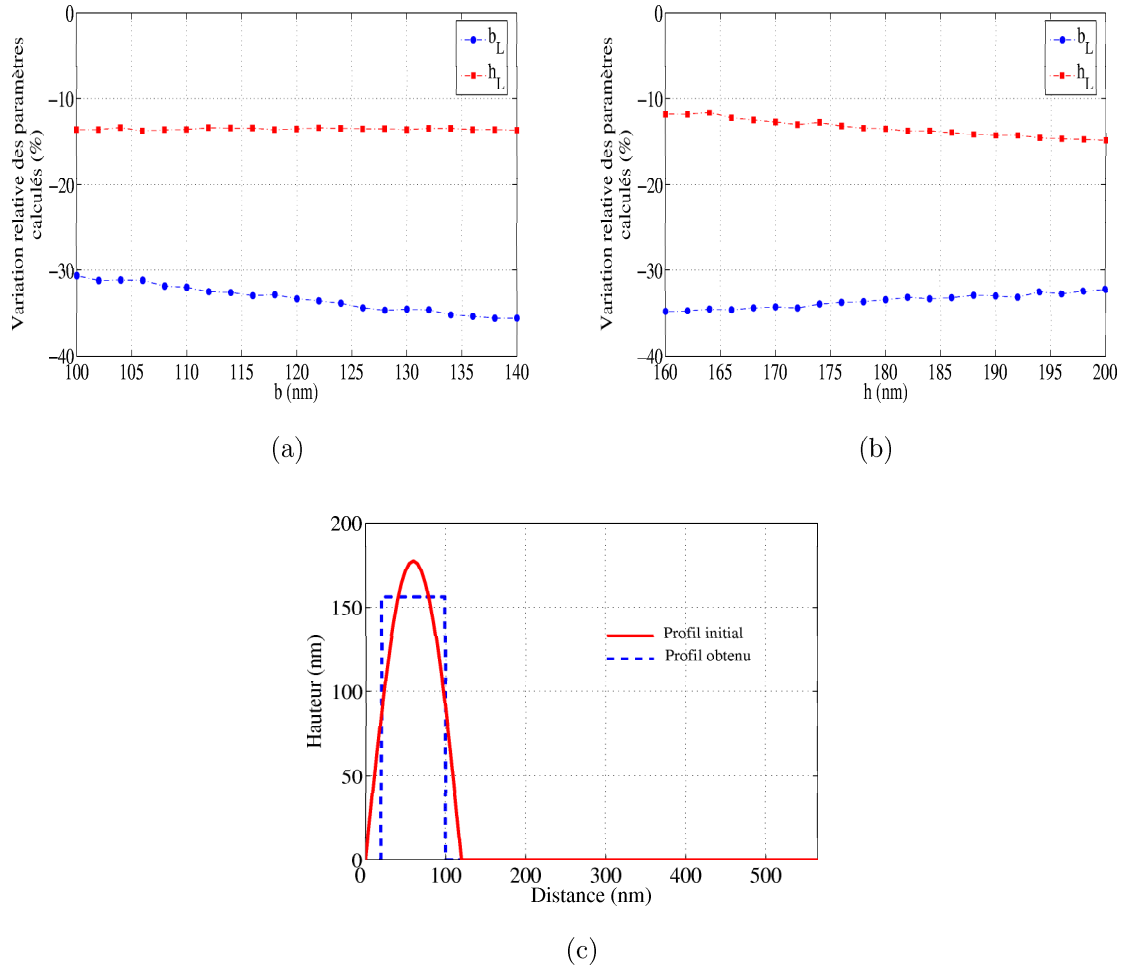 0
−10
−20
−30
−40
100 105 110 115 120 125 130 135 140
b (nm)
Variation relative des paramètres
calculés (%)
b_L
h_L
(a)
0
−10
−20
−30
−40
160 165 170 175 180 185 190 195 200
h (nm)
Variation relative des paramètres
calculés (%)
b_L
h_L
(b)
200
150
100
50
0
0 100 200 300 400 500
Distance (nm)
Hauteur (nm)
Profil initial
Profil obtenu
(c)